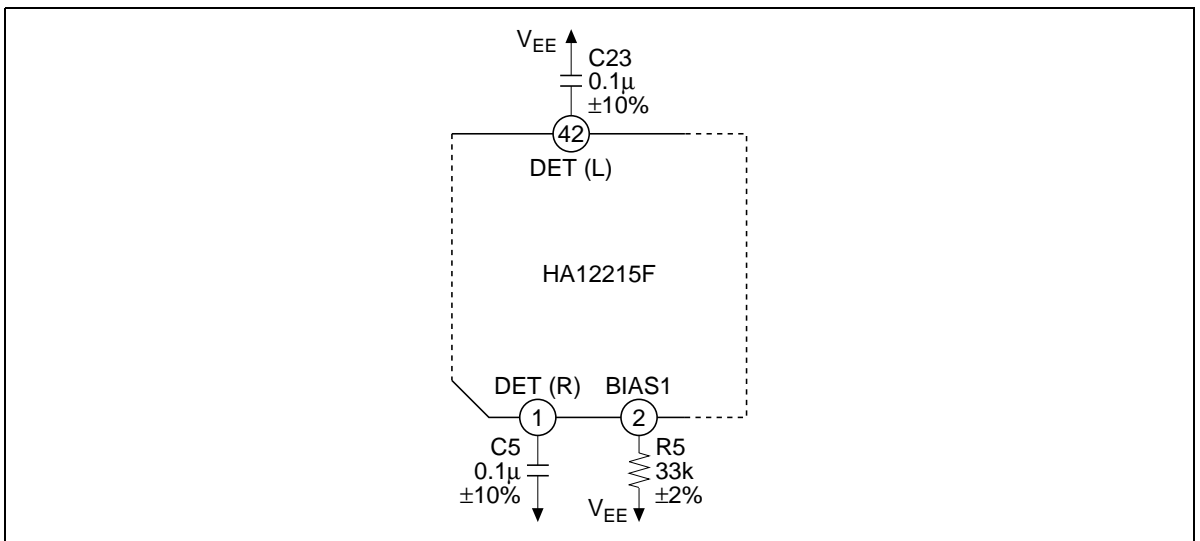 VEE
C23
0.1μ
±10%
42
DET (L)
HA12215F
DET (R) BIAS1
1 2
C5
0.1μ
±10%
R5
33k
±2%
VEE